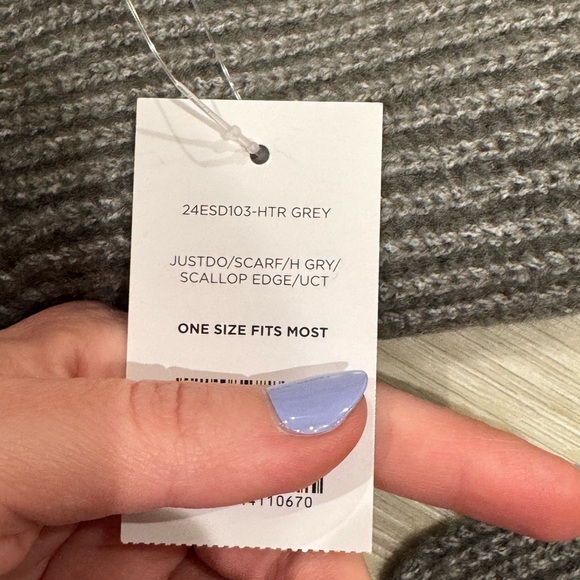 24ESD103-HTR GREY
JUSTDO/SCARF/H GRY/
SCALLOP EDGE/UCT
ONE SIZE FITS MOST
4110670